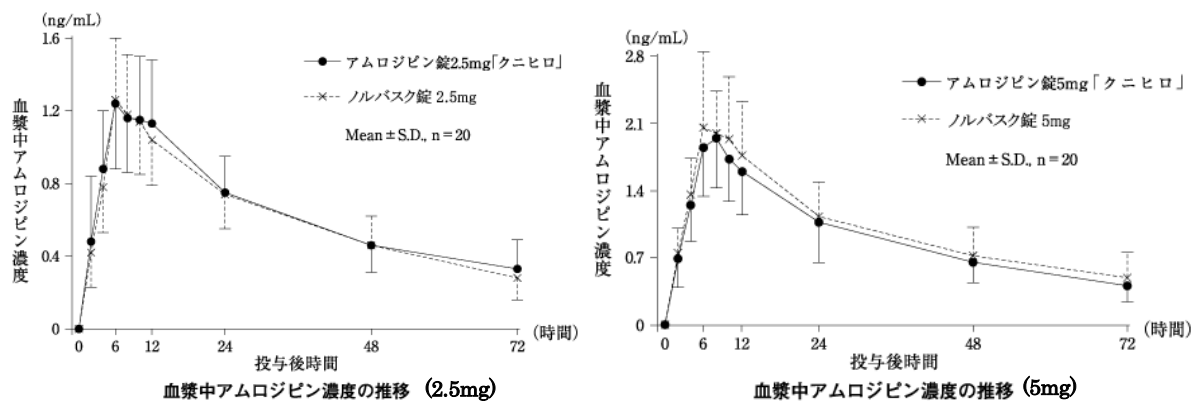 (ng/mL)
1.6
1.2
0.8
0.4
0
血漿中アムロジピン濃度
アムロジピン錠2.5mg「クニヒロ」
ノルバスク錠 2.5mg
Mean±S.D., n=20
0 6 12 24 48 72 (時間)
投与後時間
血漿中アムロジピン濃度の推移 (2.5mg)
(ng/mL)
2.8
2.1
1.4
0.7
0
血漿中アムロジピン濃度
アムロジピン錠5mg「クニヒロ」
ノルバスク錠 5mg
Mean±S.D., n=20
0 6 12 24 48 72 (時間)
投与後時間
血漿中アムロジピン濃度の推移 (5mg)